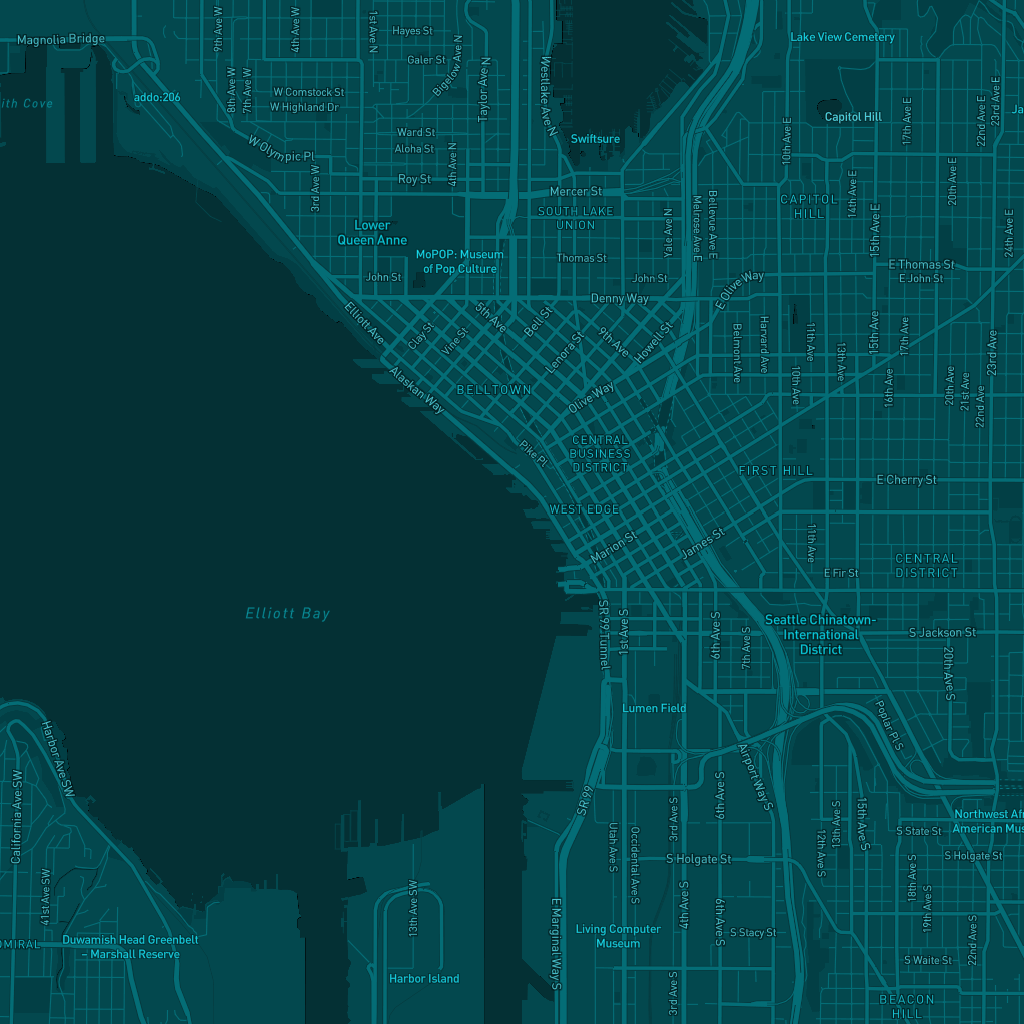 Magnolia Bridge
9th Ave W
4th Ave W
1st Ave N
Hayes St
Galer St
Bigelow Ave N
Taylor Ave N
Westlake Ave N
Lake View Cemetery
ith Cove
addo:206
8th Ave W
7th Ave W
W Comstock St
W Highland Dr
Ward St
Aloha St
4th Ave N
Swiftsure
Capitol Hill
10th Ave E
17th Ave E
22nd Ave E
23rd Ave E
Ja
W Olympic Pl
3rd Ave W
Roy St
Mercer St
SOUTH LAKE
UNION
Yale Ave N
Melrose Ave E
Bellevue Ave E
CAPITOL
HILL
14th Ave E
15th Ave E
20th Ave E
24th Ave E
Lower
Queen Anne
MoPOP: Museum
of Pop Culture
Thomas St
John St
John St
E Thomas St
E John St
Denny Way
E Olive Way
Elliott Ave
Clay St
Vine St
5th Ave
Bell St
Lenora St
9th Ave
Howell St
Belmont Ave
Harvard Ave
11th Ave
10th Ave
13th Ave
15th Ave
17th Ave
16th Ave
20th Ave
21st Ave
22nd Ave
23rd Ave
Alaskan Way
BELLTOWN
Olive Way
Pike Pl
CENTRAL
BUSINESS
DISTRICT
FIRST HILL
E Cherry St
WEST EDGE
Marion St
James St
11th Ave
E Fir St
CENTRAL
DISTRICT
Elliott Bay
SR 99 Tunnel
1st Ave S
6th Ave S
7th Ave S
Seattle Chinatown-
International
District
S Jackson St
20th Ave S
Lumen Field
Poplar Pl S
Harbor Ave SW
California Ave SW
41st Ave SW
SR 99
Airport Way S
6th Ave S
3rd Ave S
Utah Ave S
Occidental Ave S
S Holgate St
12th Ave S
13th Ave S
15th Ave S
Northwest Afri
American Mus
S State St
S Holgate St
18th Ave S
19th Ave S
22nd Ave S
13th Ave SW
Harbor Island
E Marginal Way S
4th Ave S
6th Ave S
Living Computer
Museum
S Stacy St
3rd Ave S
S Waite St
BEACON
HILL
DMIRAL
Duwamish Head Greenbelt
– Marshall Reserve